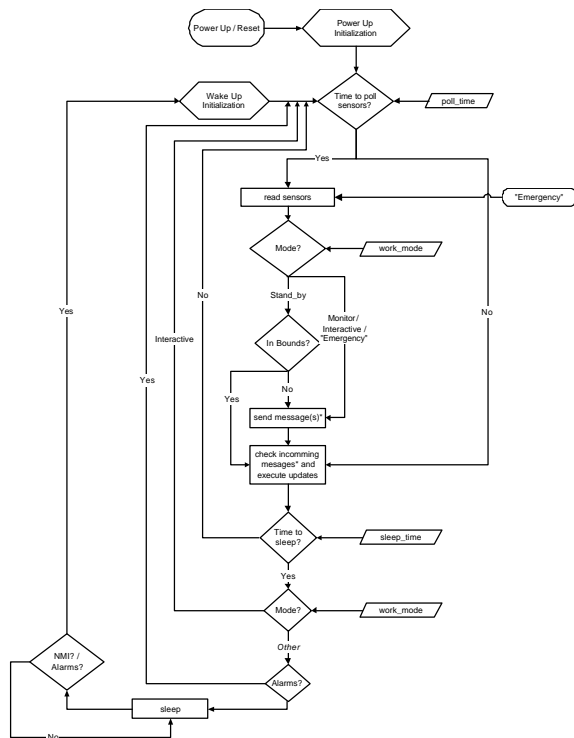 Power Up / Reset
Power Up
Initialization
Wake Up
Initialization
Time to poll
sensors?
poll_time
Yes
read sensors
"Emergency"
Mode?
work_mode
Yes
No
Interactive
Stand_by
Monitor/
Interactive /
"Emergency"
No
In Bounds?
Yes
No
Yes
send message(s)*
check incomming
mesages* and
execute updates
Time to
sleep?
sleep_time
Yes
Mode?
work_mode
Other
NMI? /
Alarms?
Alarms?
sleep
No